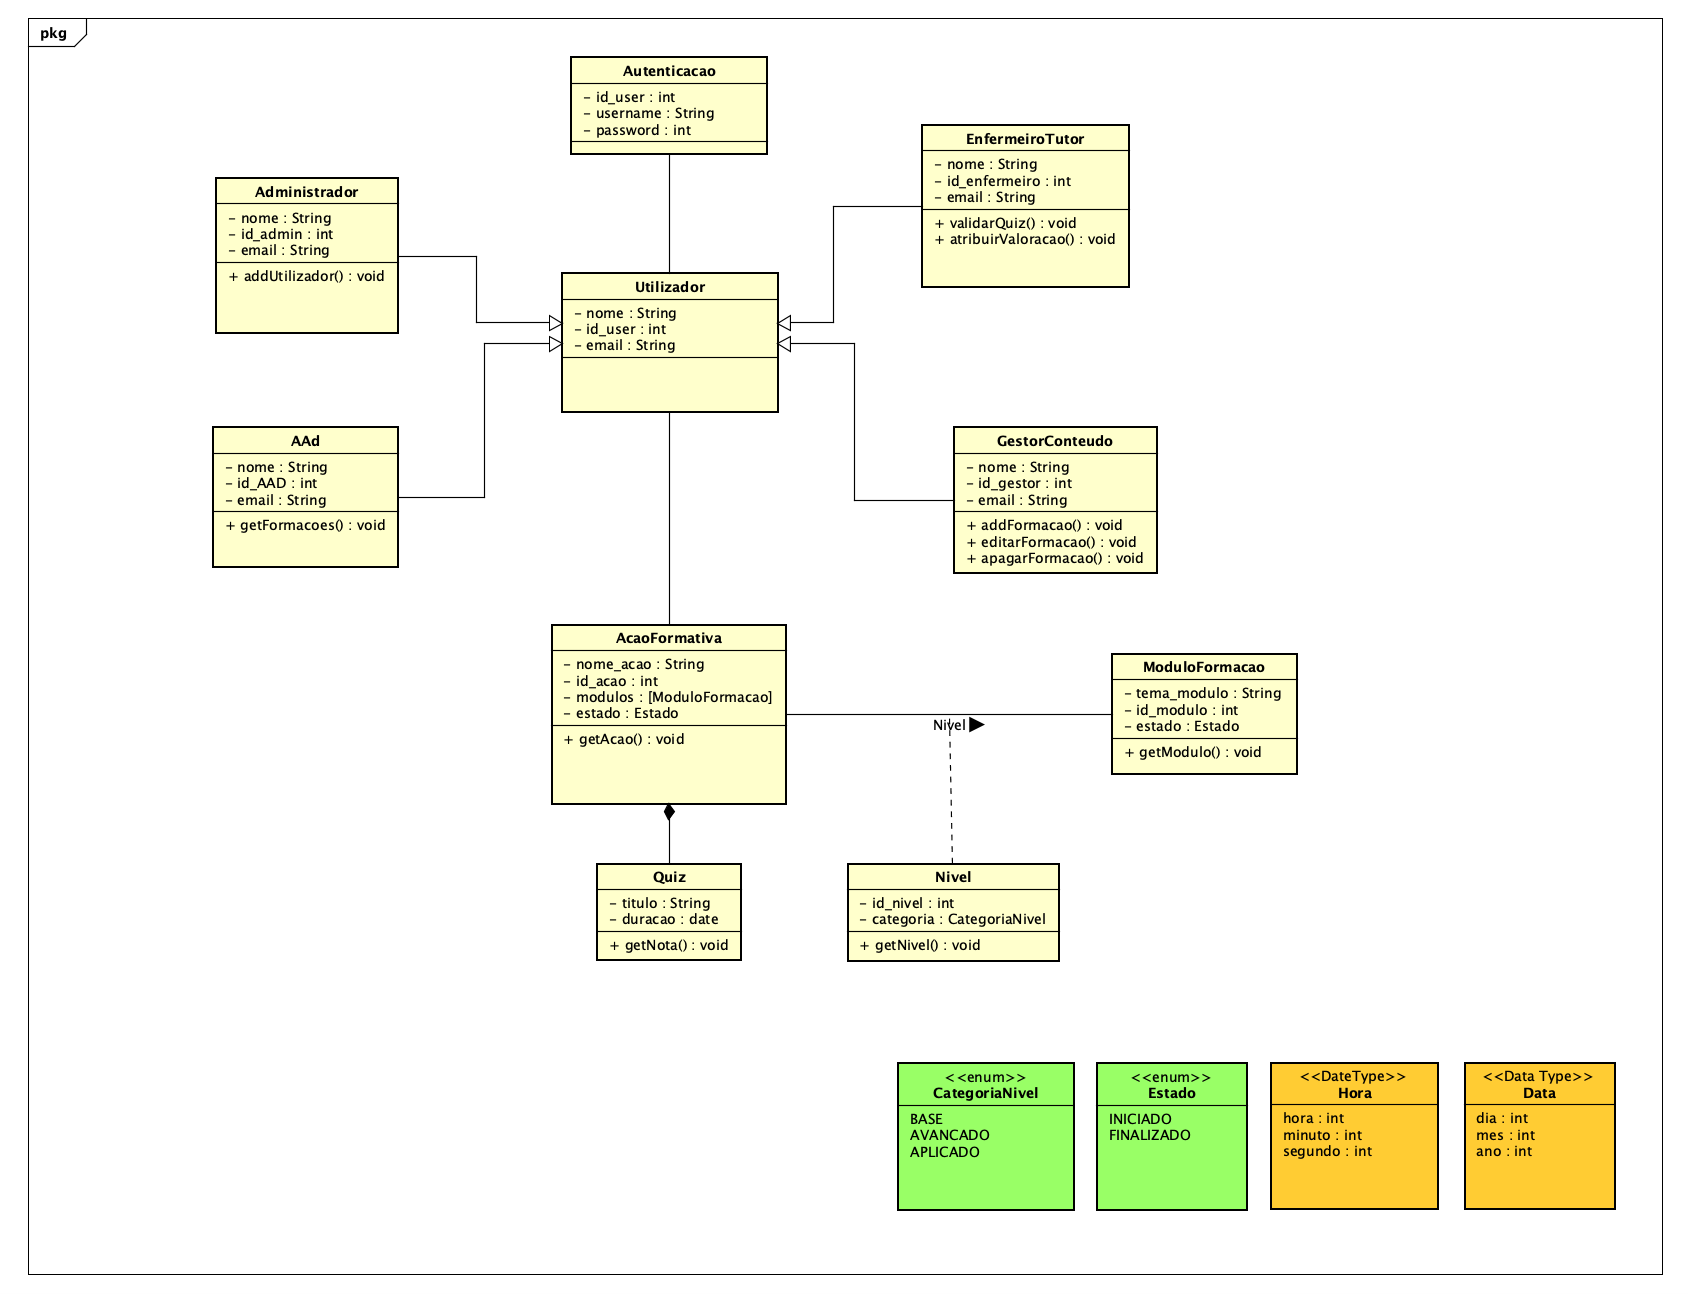 pkg
Autenticacao
- id_user : int
- username : String
- password : int
EnfermeiroTutor
- nome : String
- id_enfermeiro : int
- email : String
+ validarQuiz() : void
+ atribuirValoracao() : void
Administrador
- nome : String
- id_admin : int
- email : String
+ addUtilizador() : void
Utilizador
- nome : String
- id_user : int
- email : String
AAd
- nome : String
- id_AAD : int
- email : String
+ getFormacoes() : void
GestorConteudo
- nome : String
- id_gestor : int
- email : String
+ addFormacao() : void
+ editarFormacao() : void
+ apagarFormacao() : void
AcaoFormativa
- nome_acao : String
- id_acao : int
- modulos : [ModuloFormacao]
- estado : Estado
+ getAcao() : void
Nivel
ModuloFormacao
- tema_modulo : String
- id_modulo : int
- estado : Estado
+ getModulo() : void
Quiz
- titulo : String
- duracao : date
+ getNota() : void
Nivel
- id_nivel : int
- categoria : CategoriaNivel
+ getNivel() : void
<<enum>>
CategoriaNivel
BASE
AVANCADO
APLICADO
<<enum>>
Estado
INICIADO
FINALIZADO
<<DateType>>
Hora
hora : int
minuto : int
segundo : int
<<Data Type>>
Data
dia : int
mes : int
ano : int